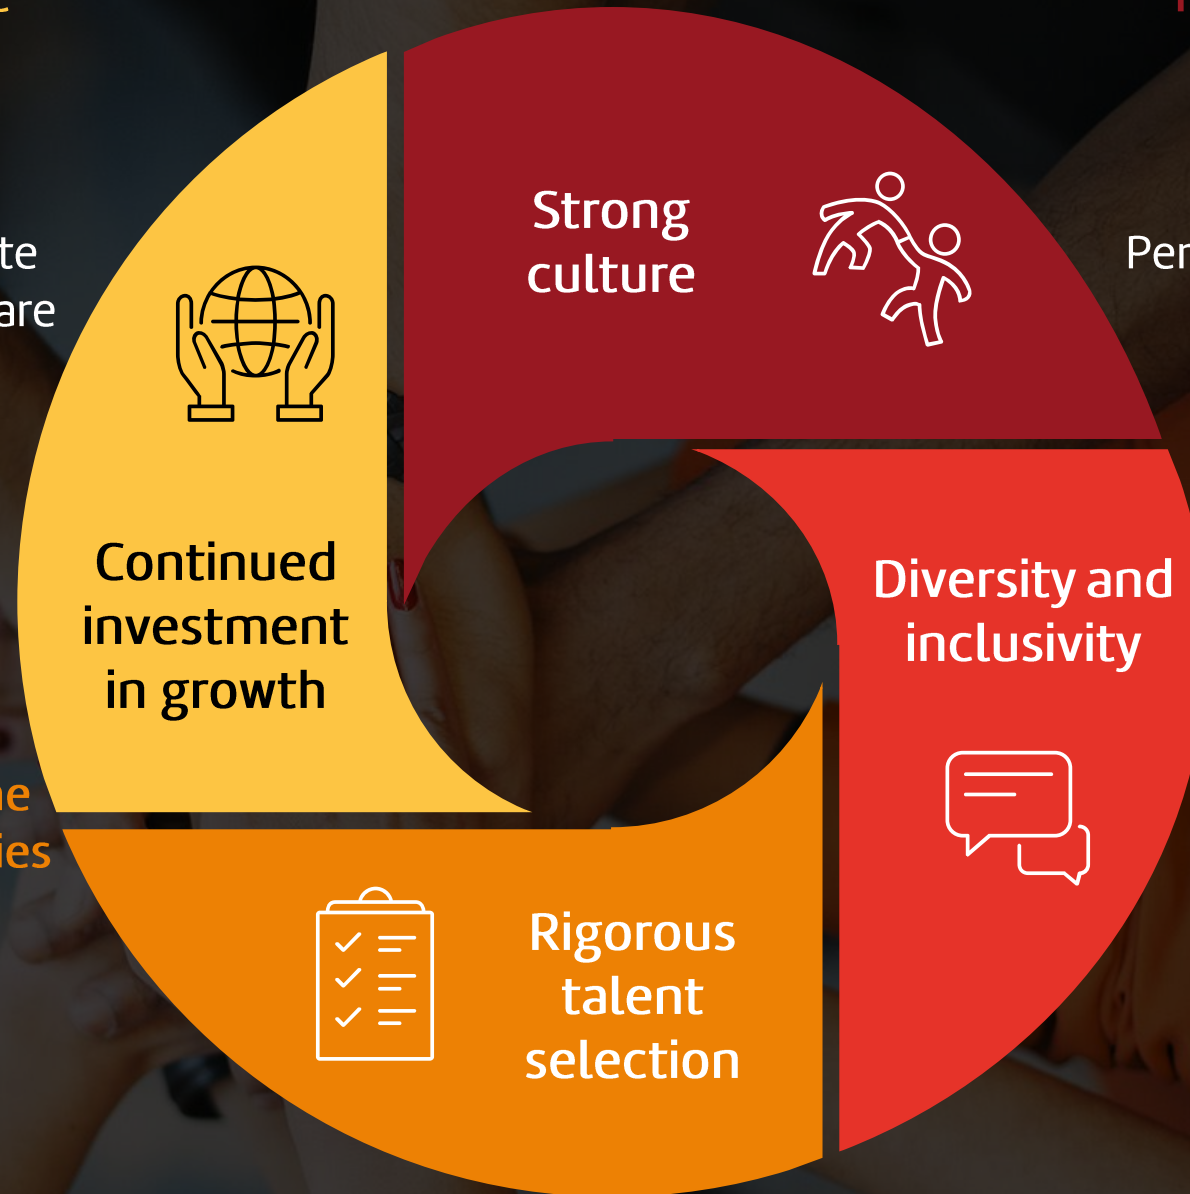 Strong
culture
Continued
investment
in growth
Diversity and
inclusivity
Rigorous
talent
selection